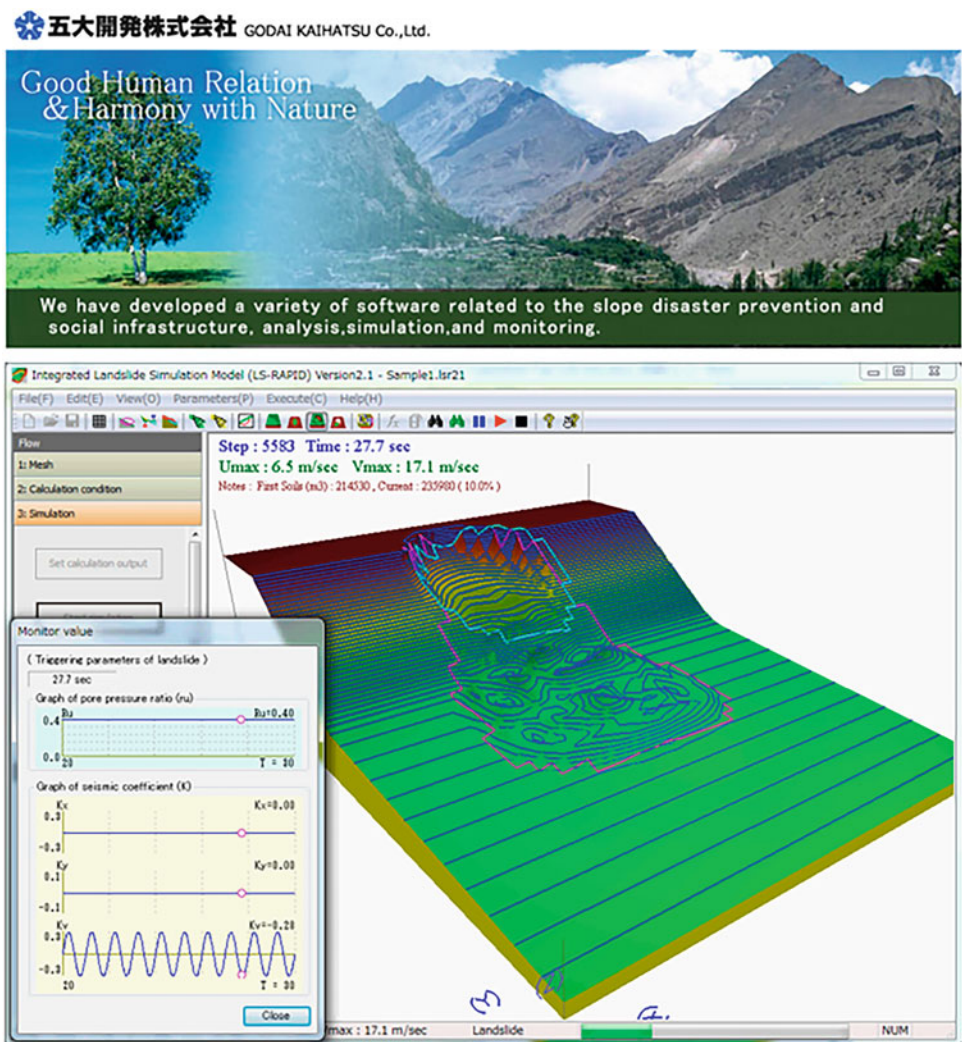 五大開発株式会社 GODAI KAIHATSU Co.,Ltd.
Good Human Relation
&Harmony with Nature
We have developed a variety of software related to the slope disaster prevention and
social infrastructure, analysis,simulation,and monitoring.
Integrated Landslide Simulation Model (LS-RAPID) Version2.1 - Sample1.lsr21
File(F) Edit(E) View(O) Parameters(P) Execute(C) Help(H)
Flow
1: Mesh
2: Calculation condition
3: Simulation
Set calculation output
Step : 5583 Time : 27.7 sec
Umax : 6.5 m/sec Vmax : 17.1 m/sec
Notes : First Soils (m3) : 214530 , Current : 235980 ( 10.0% )
Monitor value
( Triggering parameters of landslide )
27.7 sec
Graph of pore pressure ratio (ru)
Ru Ru=0.40
0.4
0.0
20 T = 30
Graph of seismic coefficient (K)
Kx Kx=0.00
0.3
-0.3
Ky Ky=0.00
0.1
-0.1
Kv Kv=-0.28
0.3
-0.3
20 T = 30
Close
max : 17.1 m/sec Landslide NUM